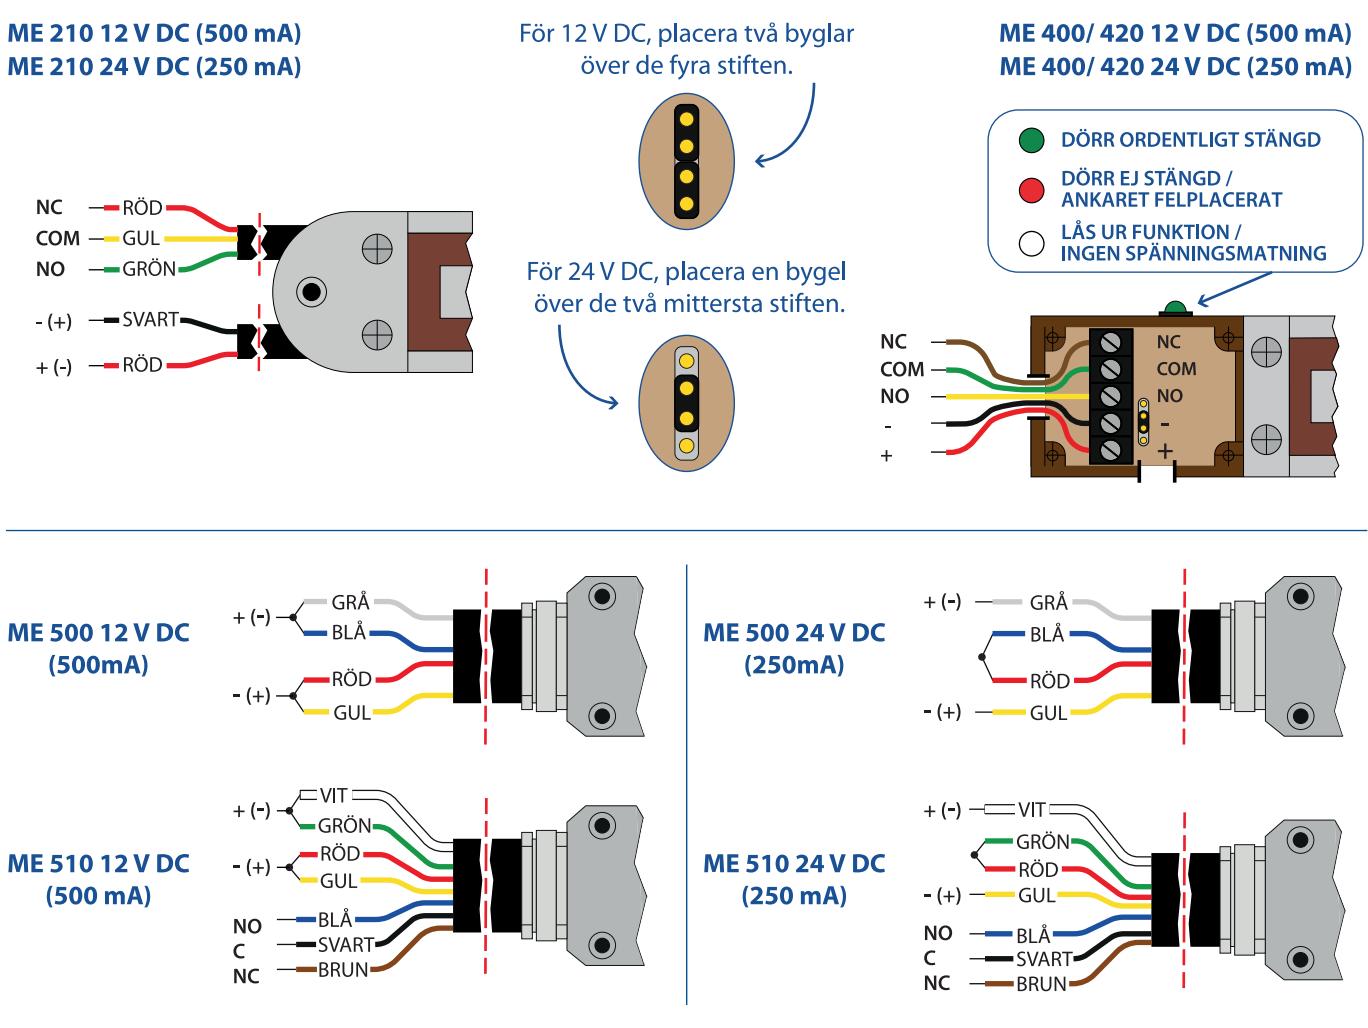 ME 210 12 V DC (500 mA)
ME 210 24 V DC (250 mA)
För 12 V DC, placera två byglar
över de fyra stiften.
ME 400/ 420 12 V DC (500 mA)
ME 400/ 420 24 V DC (250 mA)
DÖRR ORDENTLIGT STÄNGD
DÖRR EJ STÄNGD /
ANKARET FELPLACERAT
LÅS UR FUNKTION /
INGEN SPÄNNINGSMATNING
NC RÖD
COM GUL
NO GRÖN
- (+) SVART
+ (-) RÖD
För 24 V DC, placera en bygel
över de två mittersta stiften.
NC NC
COM COM
NO NO
- -
+ +
ME 500 12 V DC
(500mA)
+ (-) GRÅ
BLÅ
- (+) RÖD
GUL
ME 500 24 V DC
(250mA)
+ (-) GRÅ
BLÅ
RÖD
- (+) GUL
ME 510 12 V DC
(500 mA)
+ (-) VIT
GRÖN
- (+) RÖD
GUL
NO BLÅ
C SVART
NC BRUN
ME 510 24 V DC
(250 mA)
+ (-) VIT
GRÖN
RÖD
- (+) GUL
NO BLÅ
C SVART
NC BRUN